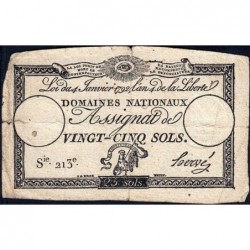 Loi du 4 Janvier 1792, l'an 4 de la Liberté
DOMAINES NATIONAUX
Assignat de
VINGT-CINQ SOLS.
Sie. 213e.
hervé
25 sols